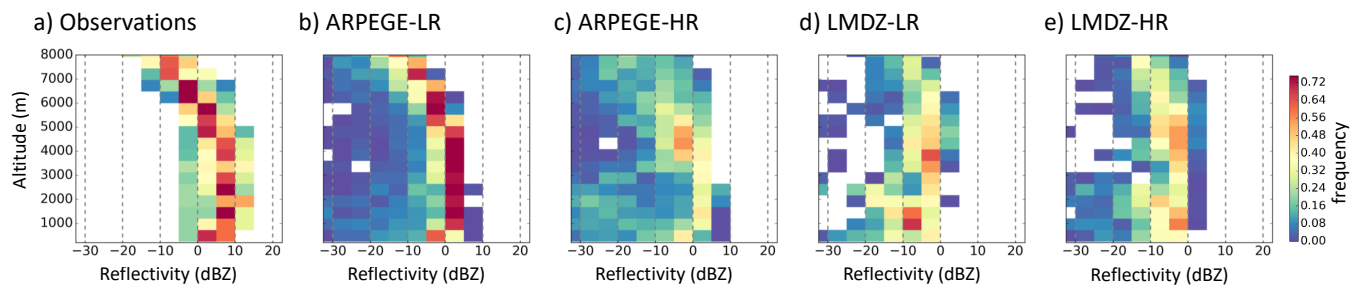 a) Observations
b) ARPEGE-LR
c) ARPEGE-HR
d) LMDZ-LR
e) LMDZ-HR
Altitude (m)
8000
7000
6000
5000
4000
3000
2000
1000
−30 −20 −10 0 10 20
−30 −20 −10 0 10 20
−30 −20 −10 0 10 20
−30 −20 −10 0 10 20
−30 −20 −10 0 10 20
Reflectivity (dBZ)
Reflectivity (dBZ)
Reflectivity (dBZ)
Reflectivity (dBZ)
Reflectivity (dBZ)
0.72
0.64
0.56
0.48
0.40
0.32
0.24
0.16
0.08
0.00
frequency